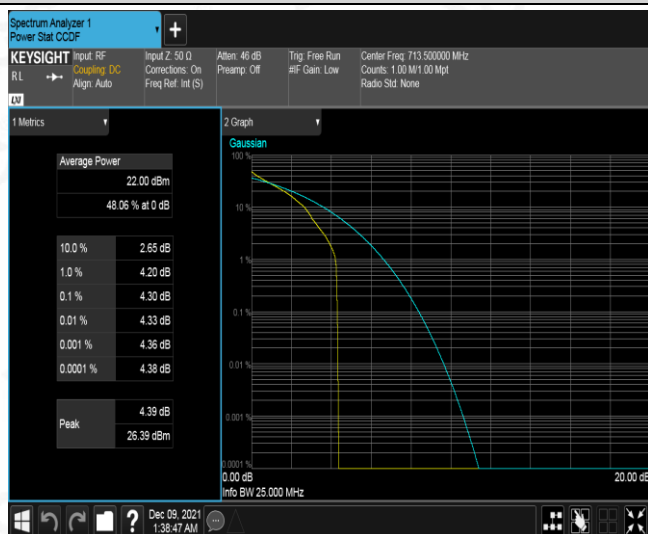 Spectrum Analyzer 1
Power Stat CCDF
+
KEYSIGHT
RL
LXI
Input: RF
Coupling: DC
Align: Auto
Input Z: 50 Ω
Corrections: On
Freq Ref: Int (S)
Atten: 46 dB
Preamp: Off
Trig: Free Run
#IF Gain: Low
Center Freq: 713.500000 MHz
Counts: 1.00 M/1.00 Mpt
Radio Std: None
1 Metrics
Average Power
22.00 dBm
48.06 % at 0 dB
10.0 % 2.65 dB
1.0 % 4.20 dB
0.1 % 4.30 dB
0.01 % 4.33 dB
0.001 % 4.36 dB
0.0001 % 4.38 dB
Peak
4.39 dB
26.39 dBm
2 Graph
Gaussian
100 %
10 %
1 %
0.1 %
0.01 %
0.001 %
0.0001 %
0.00 dB 20.00 dB
Info BW 25.000 MHz
?
Dec 09, 2021
1:38:47 AM